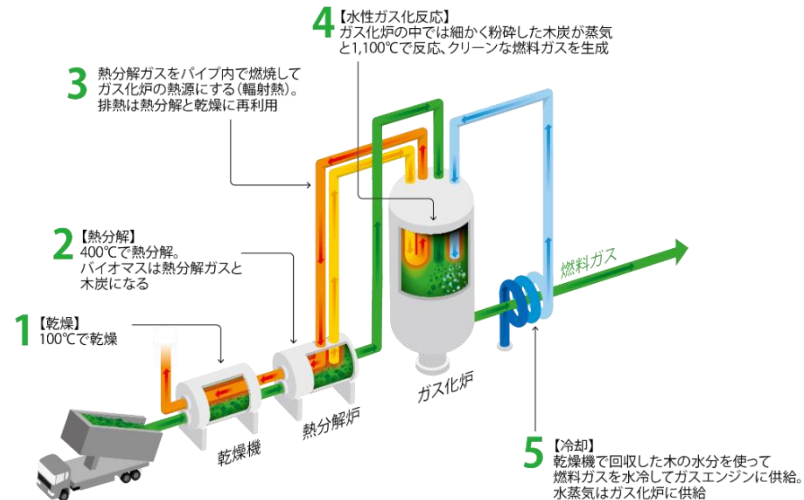 4【水性ガス化反応】
ガス化炉の中では細かく粉砕した木炭が蒸気
と1,100℃で反応、クリーンな燃料ガスを生成
3 熱分解ガスをパイプ内で燃焼して
ガス化炉の熱源にする（輻射熱）。
排熱は熱分解と乾燥に再利用
2【熱分解】
400℃で熱分解。
バイオマスは熱分解ガスと
木炭になる
1【乾燥】
100℃で乾燥
燃料ガス
ガス化炉
熱分解炉
乾燥機
5【冷却】
乾燥機で回収した木の水分を使って
燃料ガスを水冷してガスエンジンに供給。
水蒸気はガス化炉に供給